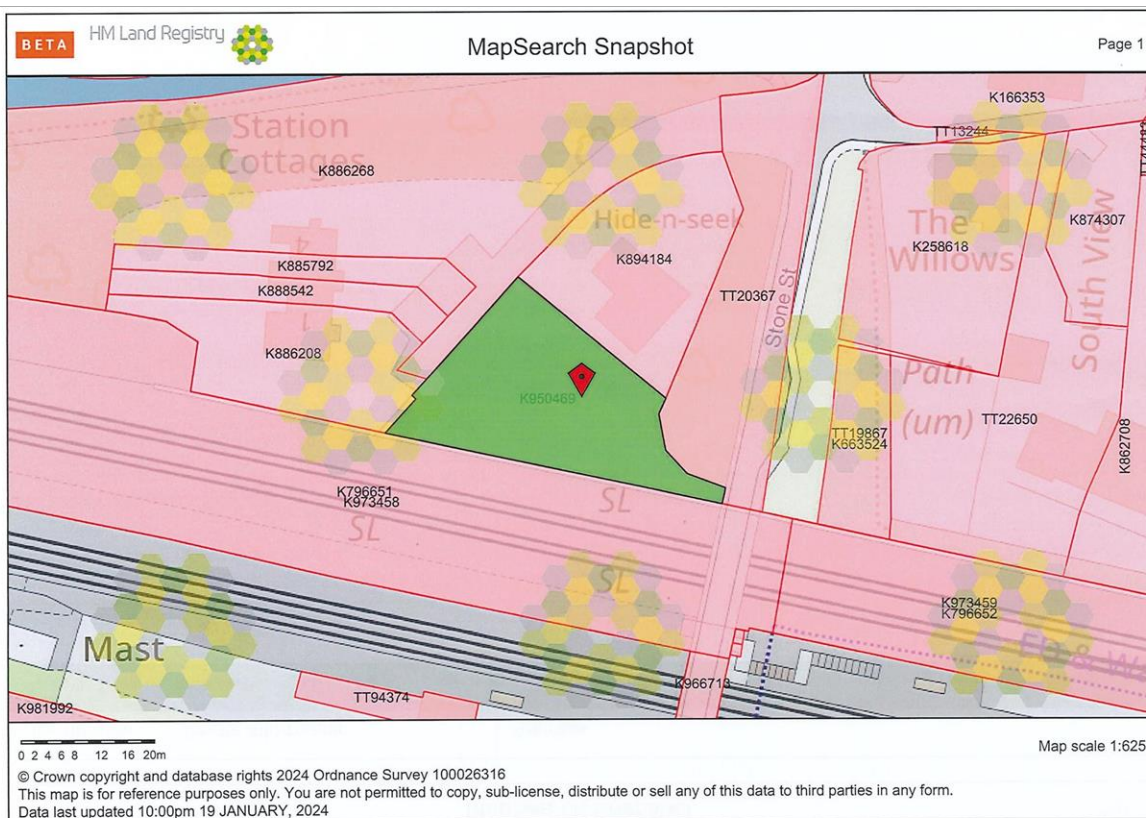 BETA
HM Land Registry
MapSearch Snapshot
Page 1
K166353
TT13244
Station
Cottages
K886268
K874307
Hide-n-seek
The
Willows
K258618
K894184
South View
K885792
K888542
TT20367
Stone St
K886208
K950469
Path
(um)
TT22650
TT19867
K663524
K862708
K796651
K973458
SL
SL
SL
K973459
K796652
Mast
K966713
TT94374
K981992
0 2 4 6 8 12 16 20m
Map scale 1:625
© Crown copyright and database rights 2024 Ordnance Survey 100026316
This map is for reference purposes only. You are not permitted to copy, sub-license, distribute or sell any of this data to third parties in any form.
Data last updated 10:00pm 19 JANUARY, 2024